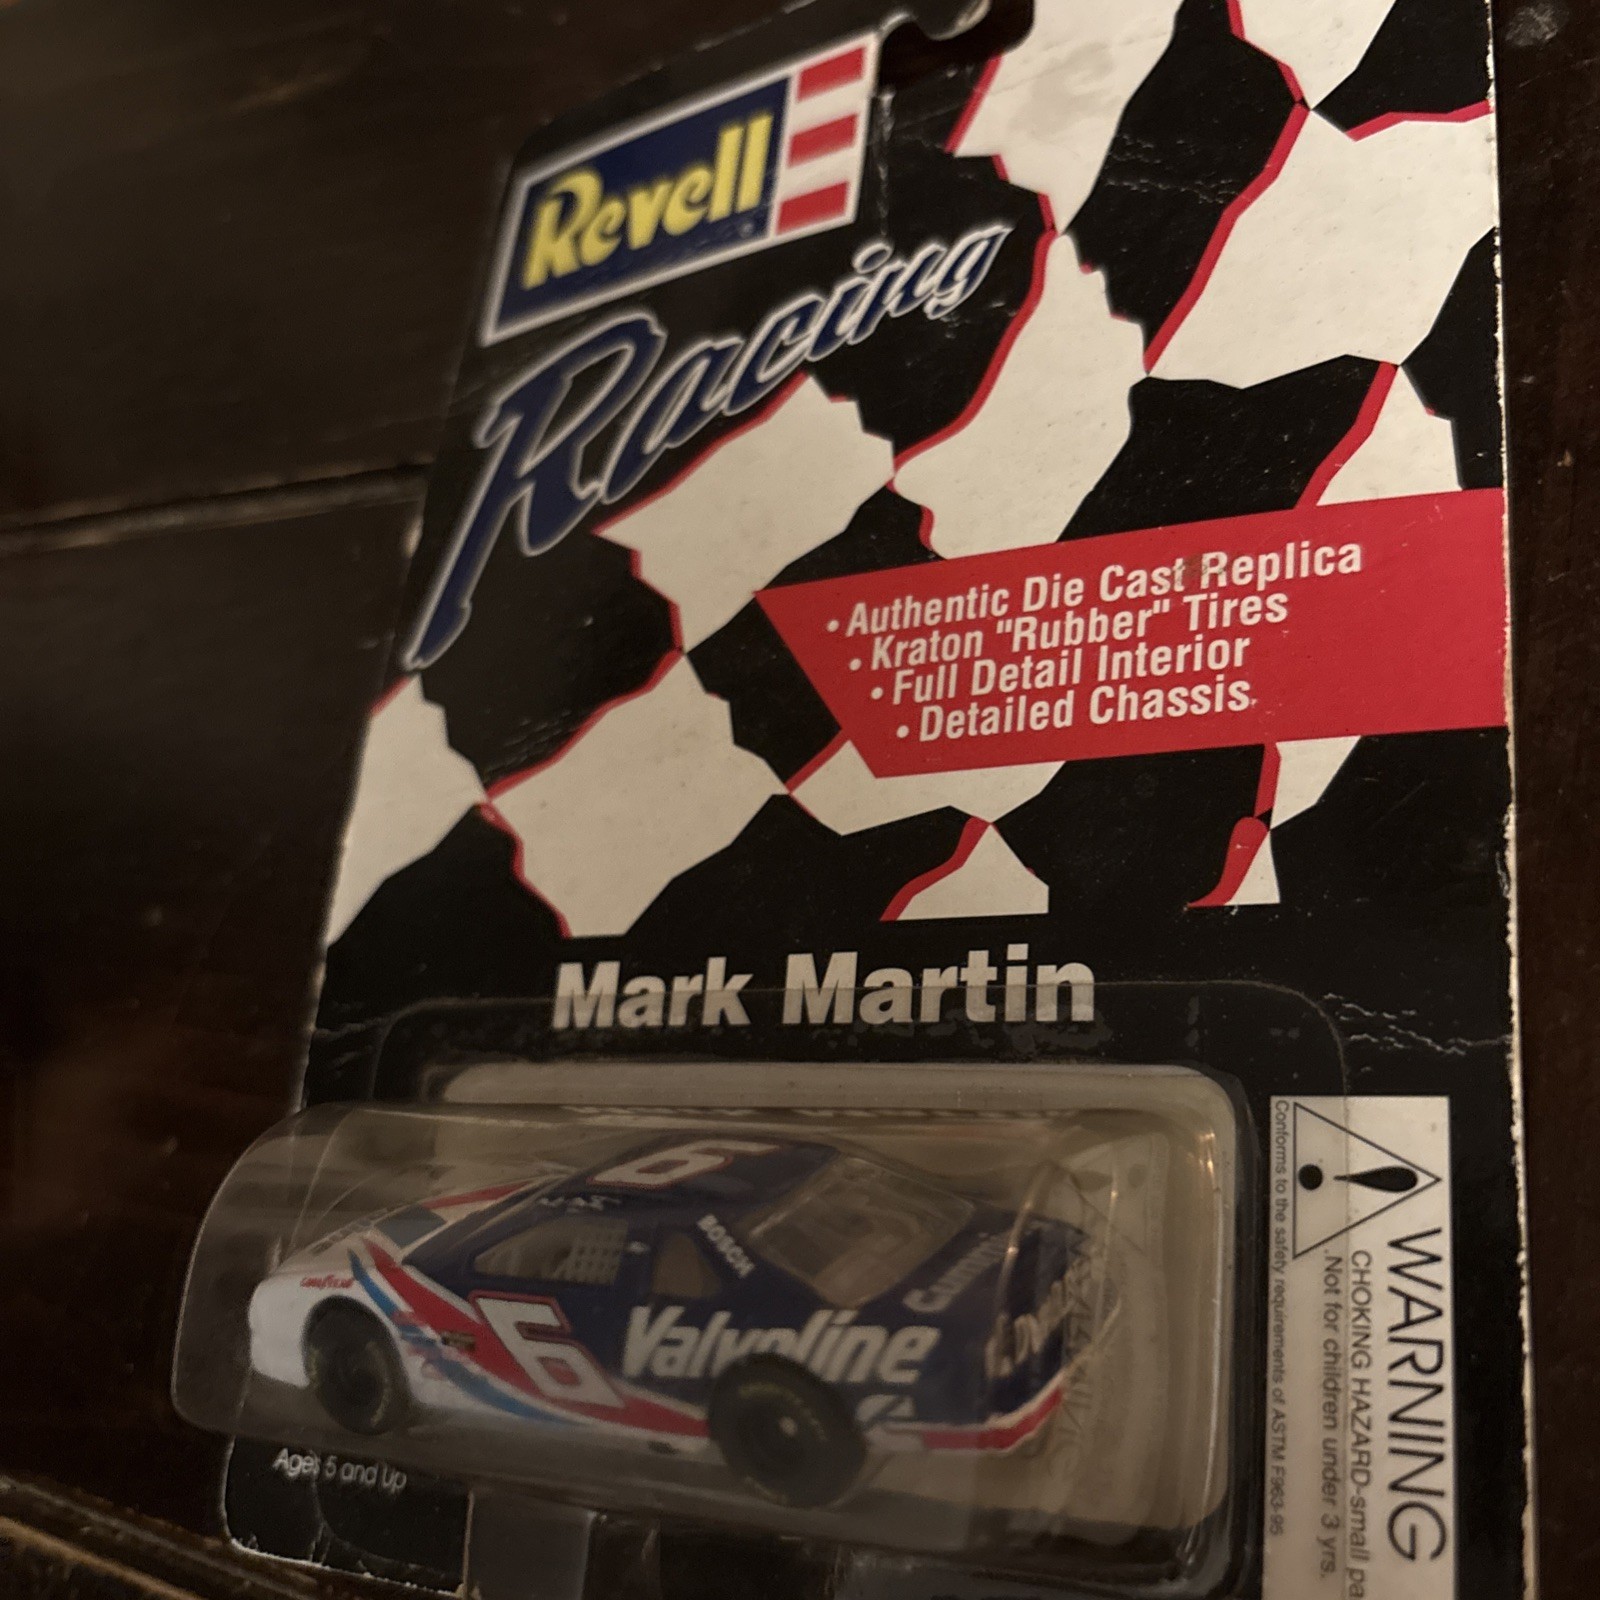 Revell
Racing
• Authentic Die Cast Replica
• Kraton "Rubber" Tires
• Full Detail Interior
• Detailed Chassis
Mark Martin
6
BOSCH
GOODYEAR
6
Valvoline
Cummins
Ages 5 and up
WARNING
CHOKING HAZARD-small pa
Not for children under 3 yrs.
Conforms to the safety requirements of ASTM F963-95